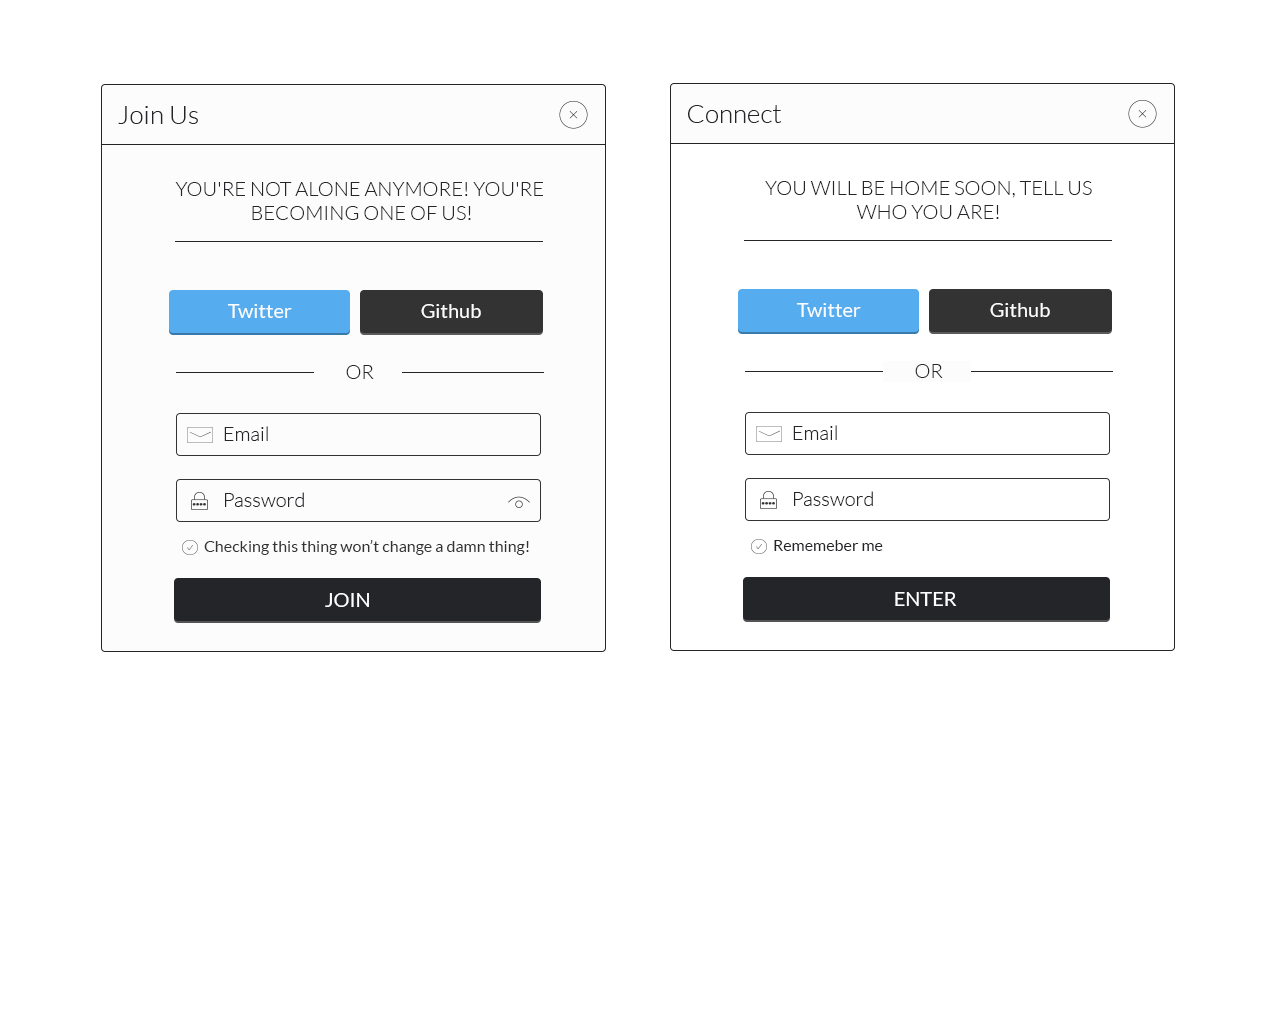 Join Us
YOU'RE NOT ALONE ANYMORE! YOU'RE
BECOMING ONE OF US!
Twitter
Github
OR
Email
Password
Checking this thing won’t change a damn thing!
JOIN
Connect
YOU WILL BE HOME SOON, TELL US
WHO YOU ARE!
Twitter
Github
OR
Email
Password
Rememeber me
ENTER